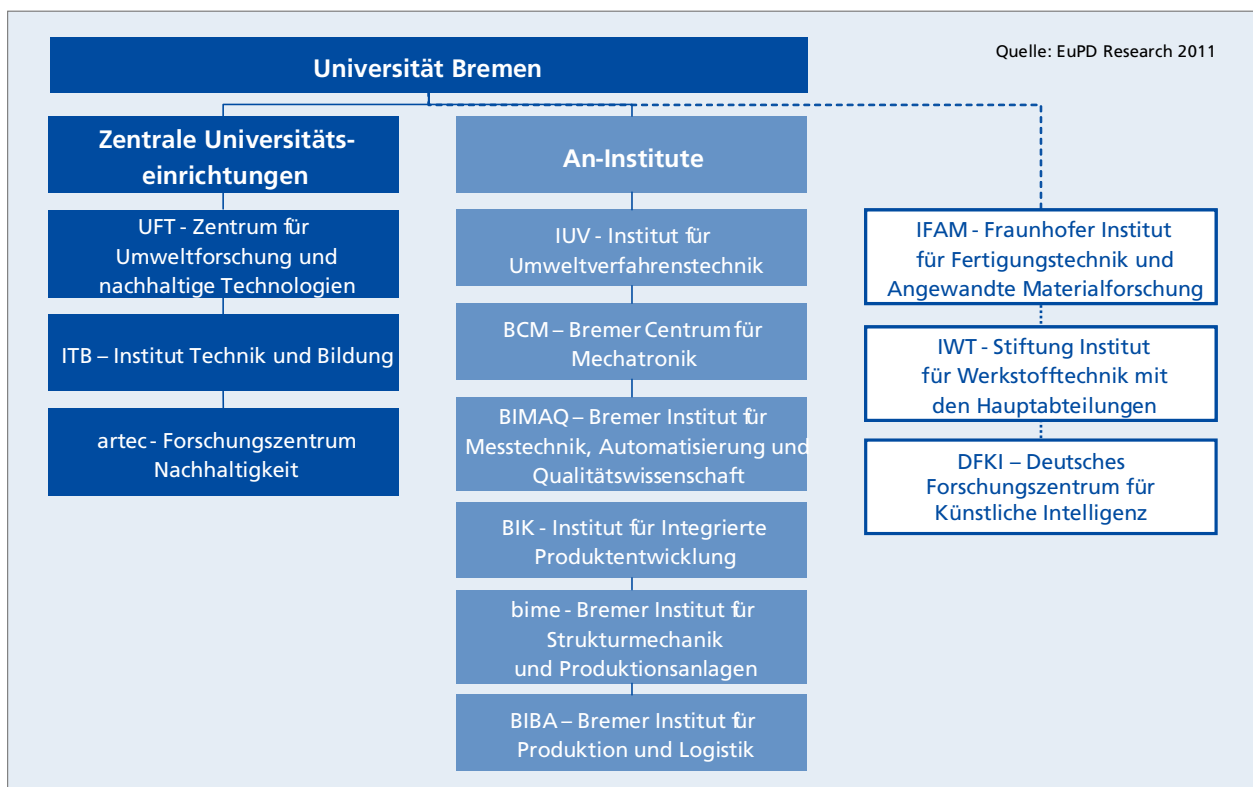 Quelle: EuPD Research 2011
Universität Bremen
Zentrale Universitäts-
einrichtungen
UFT - Zentrum für
Umweltforschung und
nachhaltige Technologien
ITB – Institut Technik und Bildung
artec - Forschungszentrum
Nachhaltigkeit
An-Institute
IUV - Institut für
Umweltverfahrenstechnik
BCM – Bremer Centrum für
Mechatronik
BIMAQ – Bremer Institut für
Messtechnik, Automatisierung und
Qualitätswissenschaft
BIK - Institut für Integrierte
Produktentwicklung
bime - Bremer Institut für
Strukturmechanik
und Produktionsanlagen
BIBA – Bremer Institut für
Produktion und Logistik
IFAM - Fraunhofer Institut
für Fertigungstechnik und
Angewandte Materialforschung
IWT - Stiftung Institut
für Werkstofftechnik mit
den Hauptabteilungen
DFKI – Deutsches
Forschungszentrum für
Künstliche Intelligenz